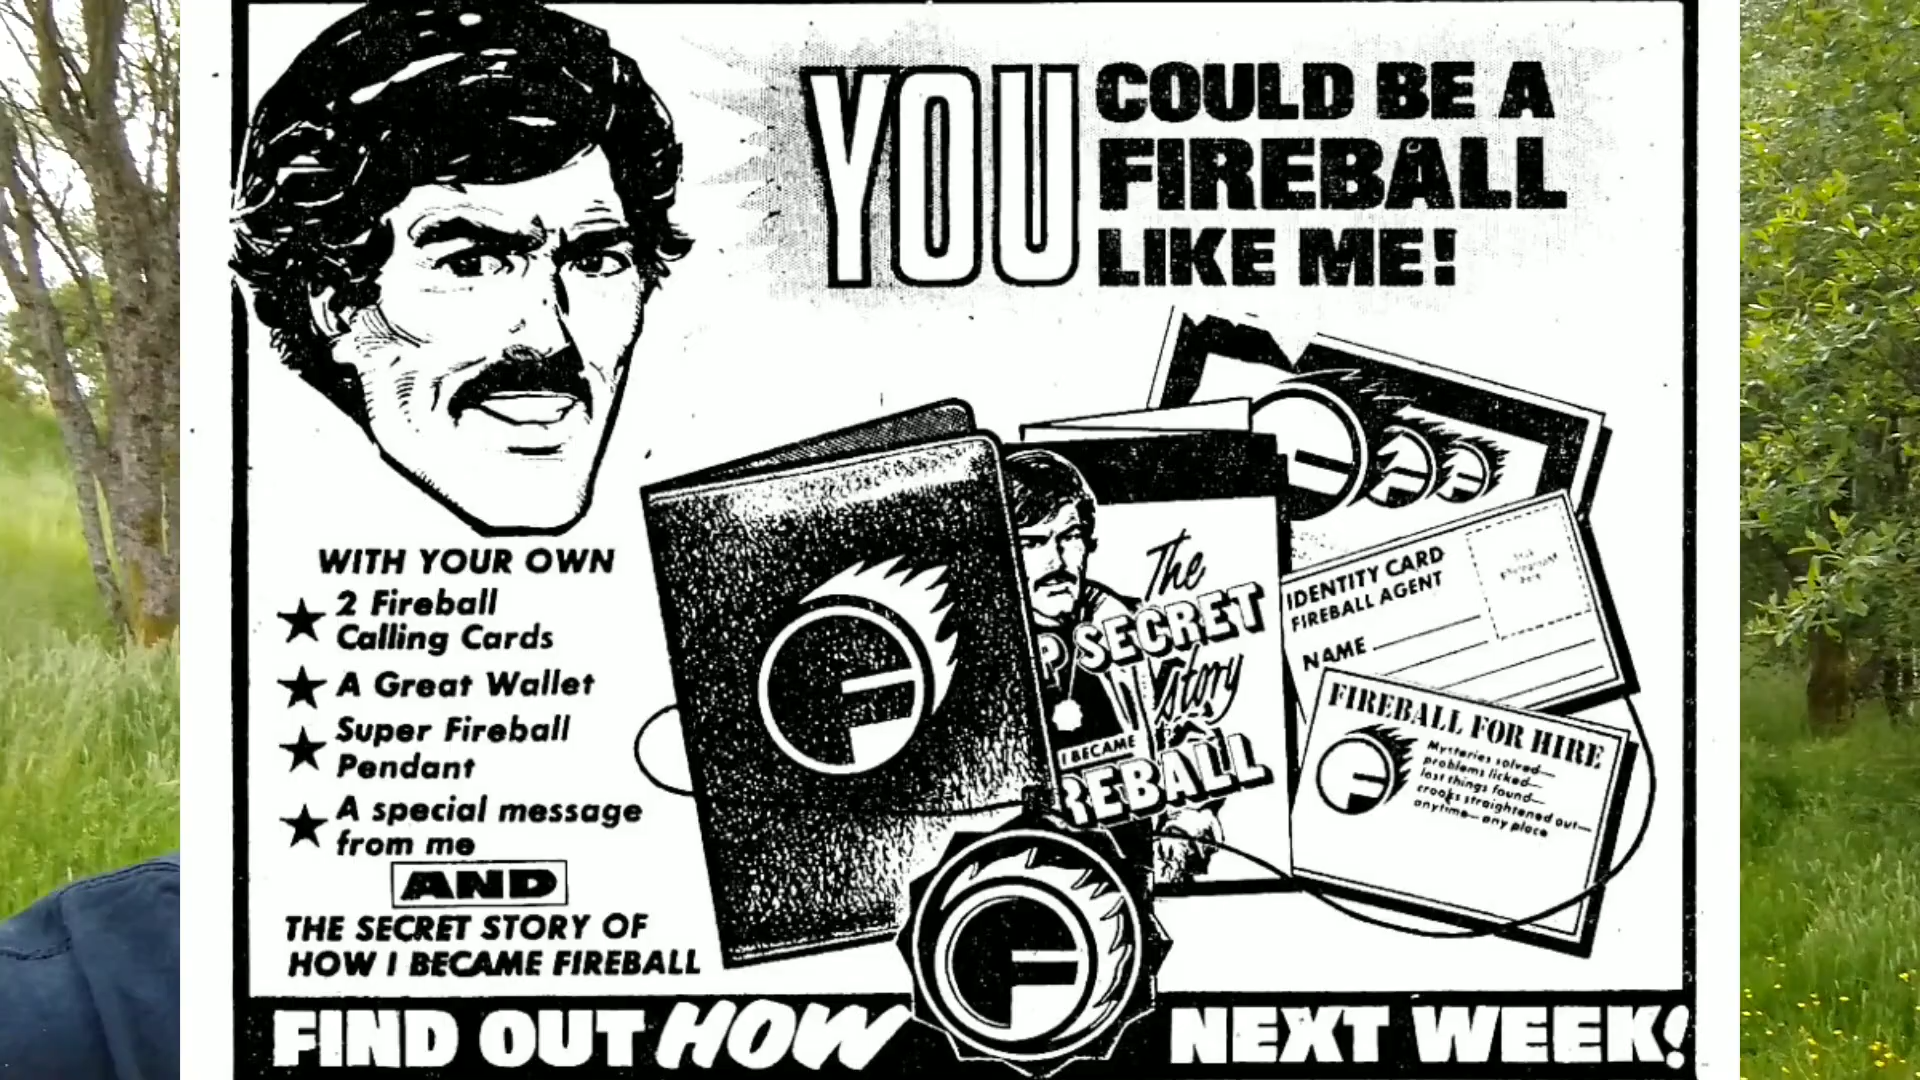 YOU COULD BE A
FIREBALL
LIKE ME!
WITH YOUR OWN
2 Fireball
Calling Cards
A Great Wallet
Super Fireball
Pendant
A special message
from me
AND
THE SECRET STORY OF
HOW I BECAME FIREBALL
F
The
P SECRET
Story
I BECAME
REBALL
IDENTITY CARD
FIREBALL AGENT
NAME
FIREBALL FOR HIRE
Mysteries solved—
problems licked—
lost things found—
crooks straightened out—
anytime—any place
F
F
FIND OUT HOW NEXT WEEK!